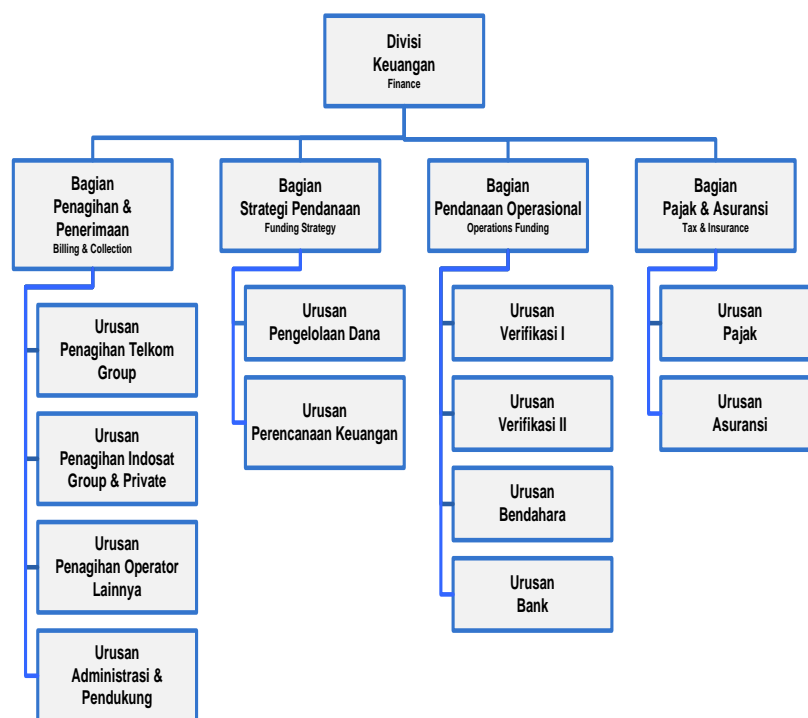 Divisi
Keuangan
Finance
Bagian
Penagihan &
Penerimaan
Billing & Collection
Bagian
Strategi Pendanaan
Funding Strategy
Bagian
Pendanaan Operasional
Operations Funding
Bagian
Pajak & Asuransi
Tax & Insurance
Urusan
Penagihan Telkom
Group
Urusan
Penagihan Indosat
Group & Private
Urusan
Penagihan Operator
Lainnya
Urusan
Administrasi &
Pendukung
Urusan
Pengelolaan Dana
Urusan
Perencanaan Keuangan
Urusan
Verifikasi I
Urusan
Verifikasi II
Urusan
Bendahara
Urusan
Bank
Urusan
Pajak
Urusan
Asuransi